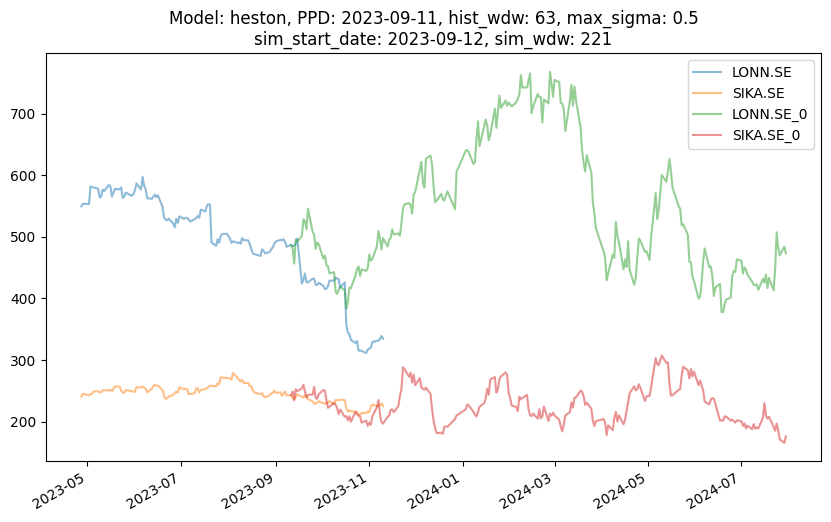 Model: heston, PPD: 2023-09-11, hist_wdw: 63, max_sigma: 0.5
sim_start_date: 2023-09-12, sim_wdw: 221
LONN.SE
SIKA.SE
LONN.SE_0
SIKA.SE_0
700
600
500
400
300
200
2023-05
2023-07
2023-09
2023-11
2024-01
2024-03
2024-05
2024-07